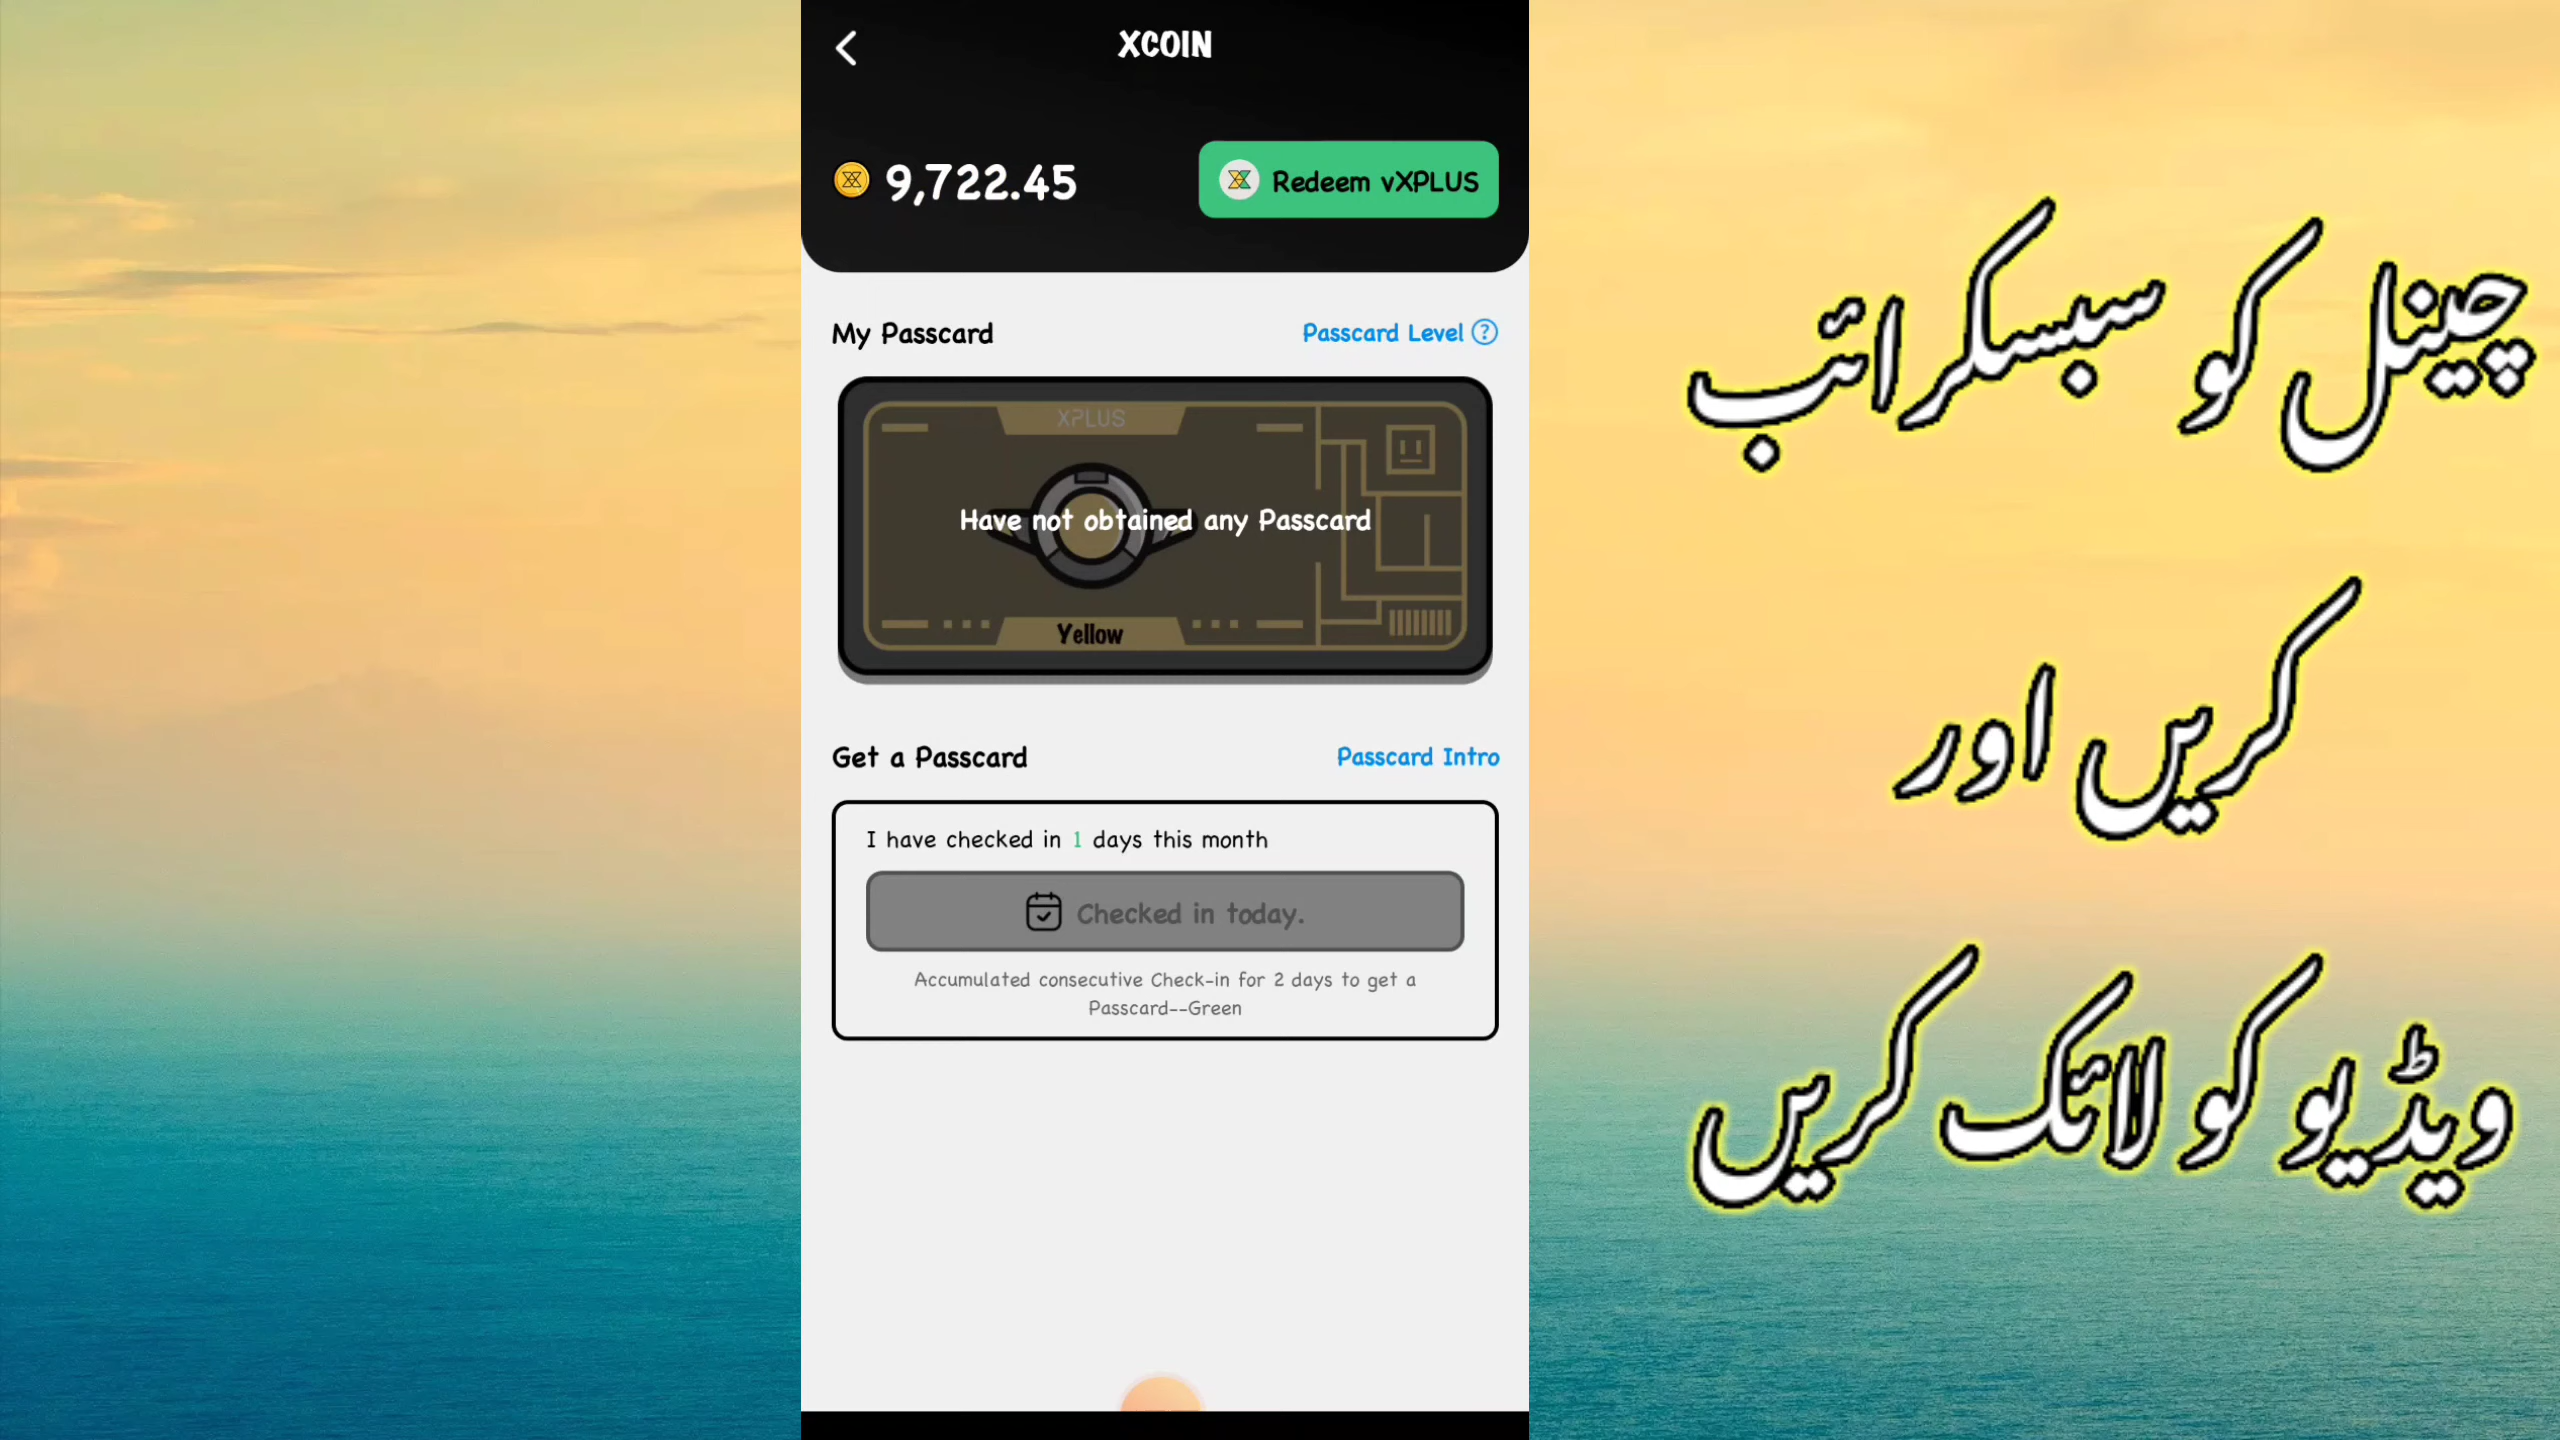 XCOIN
9,722.45
Redeem vXPLUS
My Passcard
Passcard Level ?
XPLUS
Have not obtained any Passcard
Yellow
Get a Passcard
Passcard Intro
I have checked in 1 days this month
Checked in today.
Accumulated consecutive Check-in for 2 days to get a
Passcard--Green
چینل کو سبسکرائب
کریں اور
ویڈیو کو لائک کریں